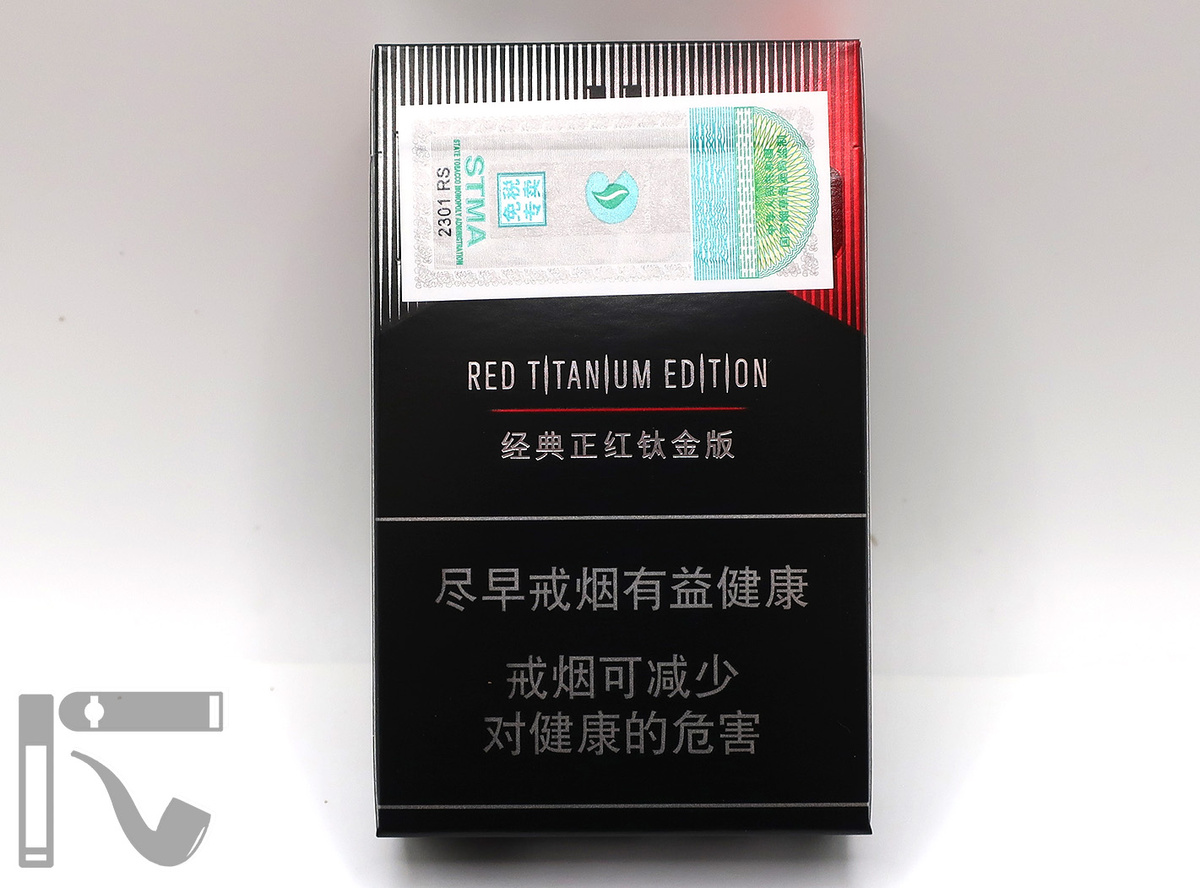 2301 RS
STMA
STATE TOBACCO MONOPOLY ADMINISTRATION
免税
专卖
RED TITANIUM EDITION
经典正红钛金版
尽早戒烟有益健康
戒烟可减少
对健康的危害